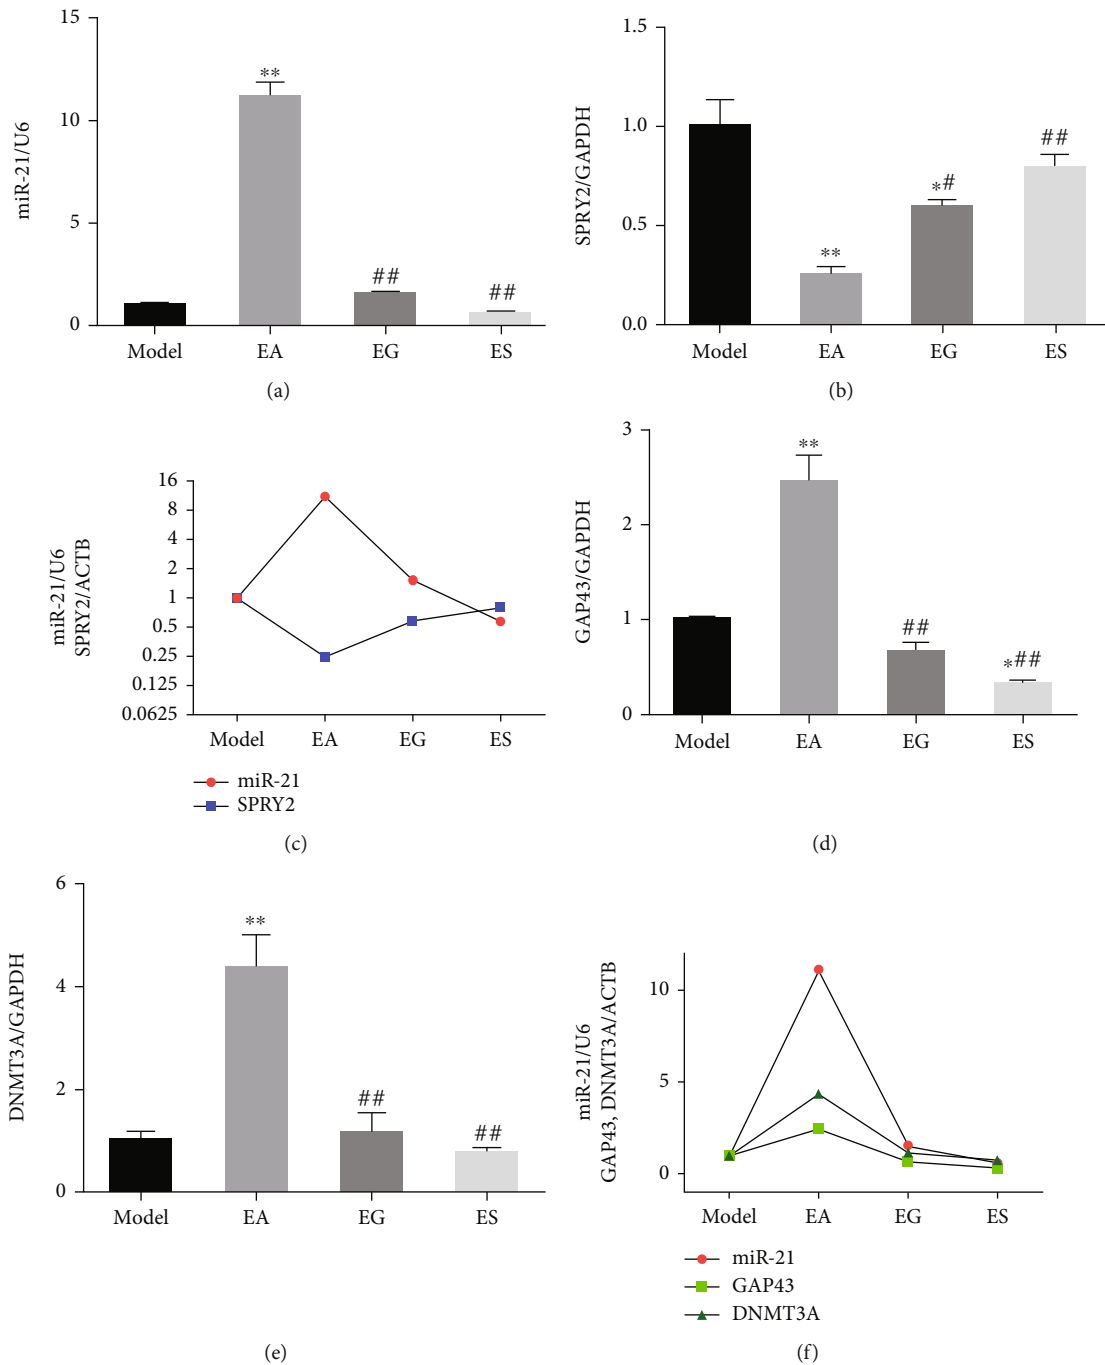 15
10
5
0
miR-21/U6
**
##
##
Model EA EG ES
(a)
1.5
1.0
0.5
0.0
SPRY2/GAPDH
**
*#
##
Model EA EG ES
(b)
16
8
4
2
1
0.5
0.25
0.125
0.0625
miR-21/U6
SPRY2/ACTB
Model EA EG ES
miR-21
SPRY2
(c)
3
2
1
0
GAP43/GAPDH
**
##
*##
Model EA EG ES
(d)
6
4
2
0
DNMT3A/GAPDH
**
##
##
Model EA EG ES
(e)
10
5
0
miR-21/U6
GAP43, DNMT3A/ACTB
Model EA EG ES
miR-21
GAP43
DNMT3A
(f)